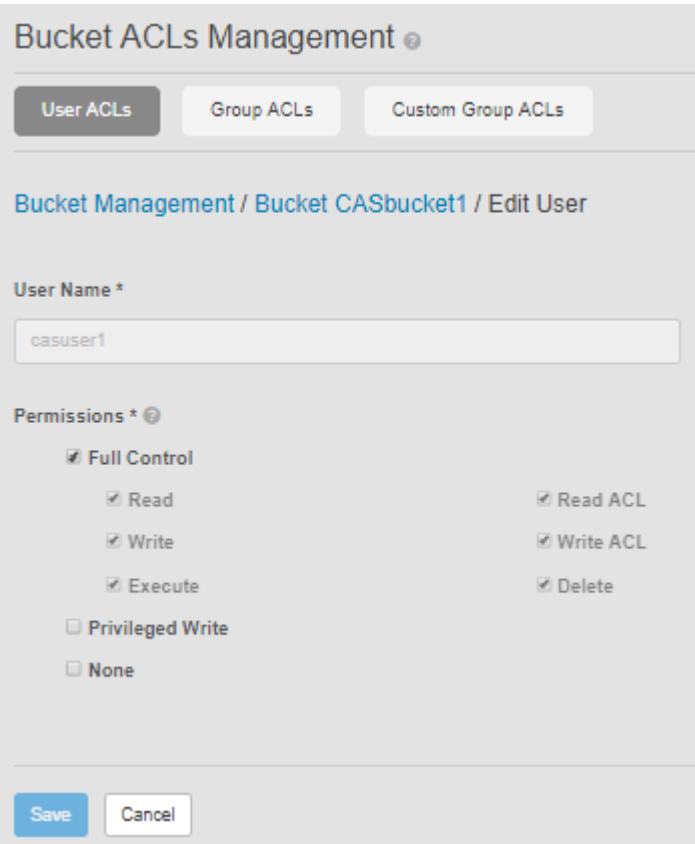 Bucket ACLs Management
User ACLs Group ACLs Custom Group ACLs
Bucket Management / Bucket CASbucket1 / Edit User
User Name *
casuser1
Permissions *
Full Control
Read Read ACL
Write Write ACL
Execute Delete
Privileged Write
None
Save Cancel